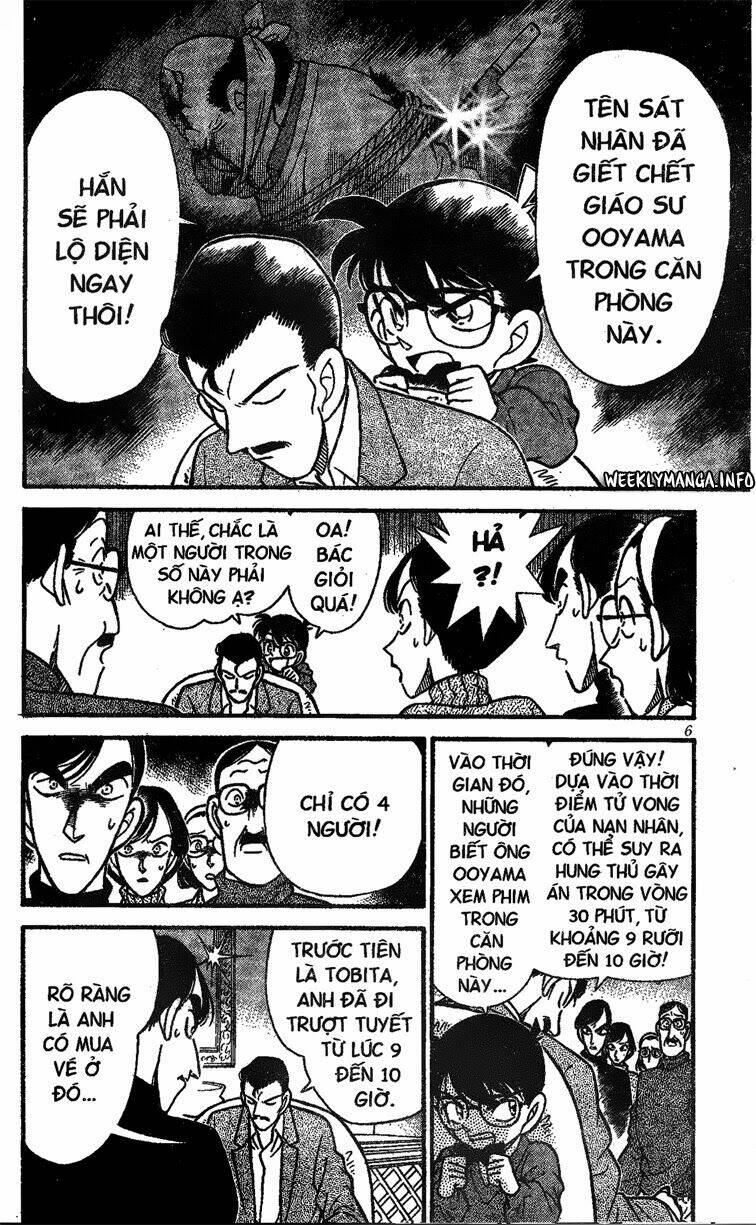 TÊN SÁT
NHÂN ĐÃ
GIẾT CHẾT
GIÁO SƯ
OOYAMA
TRONG CĂN
PHÒNG
NÀY.
HẮN
SẼ PHẢI
LỘ DIỆN
NGAY
THÔI!
WEEKLYMANGA.INFO
HẢ
?!
OA!
BÁC
GIỎI
QUÁ!
AI THẾ, CHẮC LÀ
MỘT NGƯỜI TRONG
SỐ NÀY PHẢI
KHÔNG Ạ?
6
ĐÚNG VẬY!
DỰA VÀO THỜI
ĐIỂM TỬ VONG
CỦA NẠN NHÂN,
CÓ THỂ SUY RA
HUNG THỦ GÂY
ÁN TRONG VÒNG
30 PHÚT, TỪ
KHOẢNG 9 RƯỠI
ĐẾN 10 GIỜ!
VÀO THỜI
GIAN ĐÓ,
NHỮNG
NGƯỜI
BIẾT ÔNG
OOYAMA
XEM PHIM
TRONG
CĂN
PHÒNG
NÀY...
CHỈ CÓ 4
NGƯỜI!
TRƯỚC TIÊN
LÀ TOBITA,
ANH ĐÃ ĐI
TRƯỢT TUYẾT
TỪ LÚC 9
ĐẾN 10
GIỜ.
RÕ RÀNG
LÀ ANH
CÓ MUA
VÉ Ở
ĐÓ...